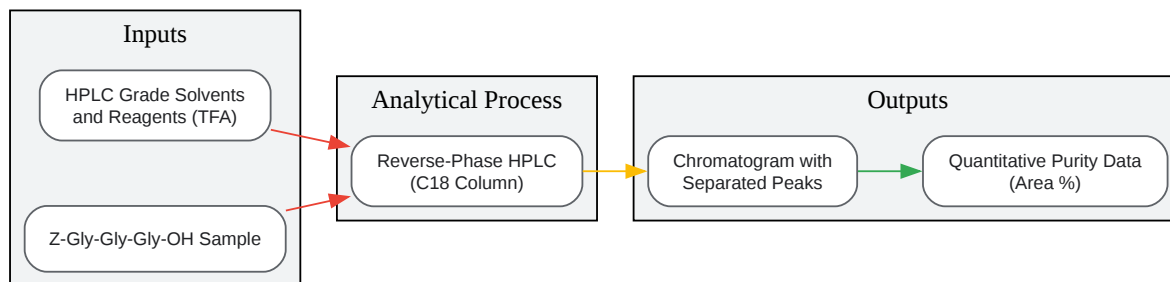 Inputs
HPLC Grade Solvents
and Reagents (TFA)
Z-Gly-Gly-Gly-OH Sample
Analytical Process
Reverse-Phase HPLC
(C18 Column)
Outputs
Chromatogram with
Separated Peaks
Quantitative Purity Data
(Area %)